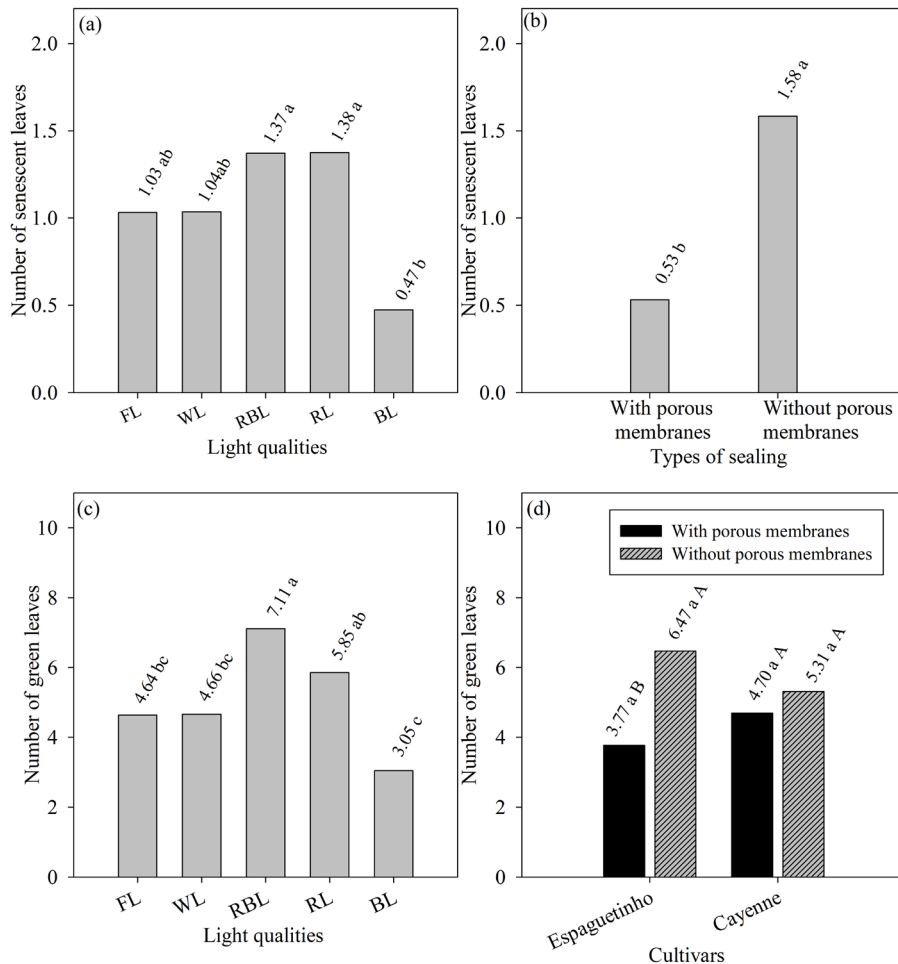 (a)
Number of senescent leaves
2.0
1.5
1.0
0.5
0.0
1.03 ab
1.04ab
1.37 a
1.38 a
0.47 b
FL
WL
RBL
RL
BL
Light qualities
(b)
Number of senescent leaves
2.0
1.5
1.0
0.5
0.0
0.53 b
1.58 a
With porous
membranes
Without porous
membranes
Types of sealing
(c)
Number of green leaves
10
8
6
4
2
0
4.64 bc
4.66 bc
7.11 a
5.85 ab
3.05 c
FL
WL
RBL
RL
BL
Light qualities
(d)
With porous membranes
Without porous membranes
Number of green leaves
10
8
6
4
2
0
3.77 a B
6.47 a A
4.70 a A
5.31 a A
Espaguetinho
Cayenne
Cultivars